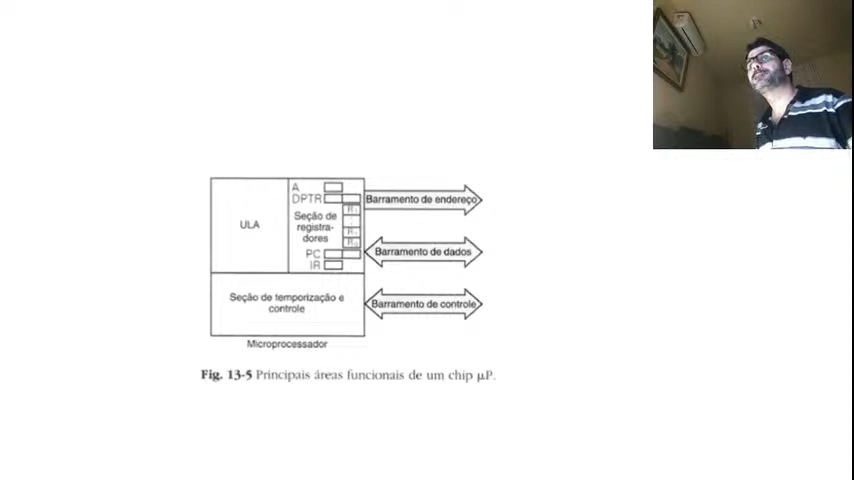 A
DPTR
ULA
Seção de
registra-
dores
PC
IR
Barramento de endereço
Barramento de dados
Seção de temporização e
controle
Barramento de controle
Microprocessador
Fig. 13-5 Principais áreas funcionais de um chip µP.